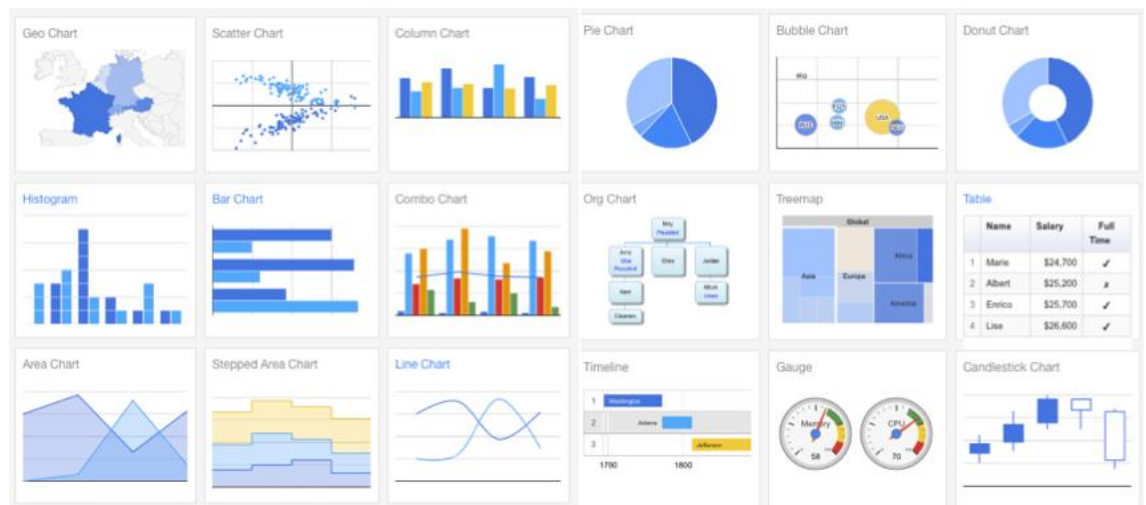 Geo Chart
Scatter Chart
Column Chart
Pie Chart
Bubble Chart
Donut Chart
USA
Histogram
Bar Chart
Combo Chart
Org Chart
Treemap
Table
Global
Asia
Europe
Africa
America
Name Salary Full
Time
1 Marie $24,700 ✓
2 Albert $25,200 ✗
3 Enrico $25,700 ✓
4 Lise $26,600 ✓
Area Chart
Stepped Area Chart
Line Chart
Timeline
Gauge
Candlestick Chart
1 Washington
2 Adams
3 Jefferson
1790 1800
Memory
58
CPU
70